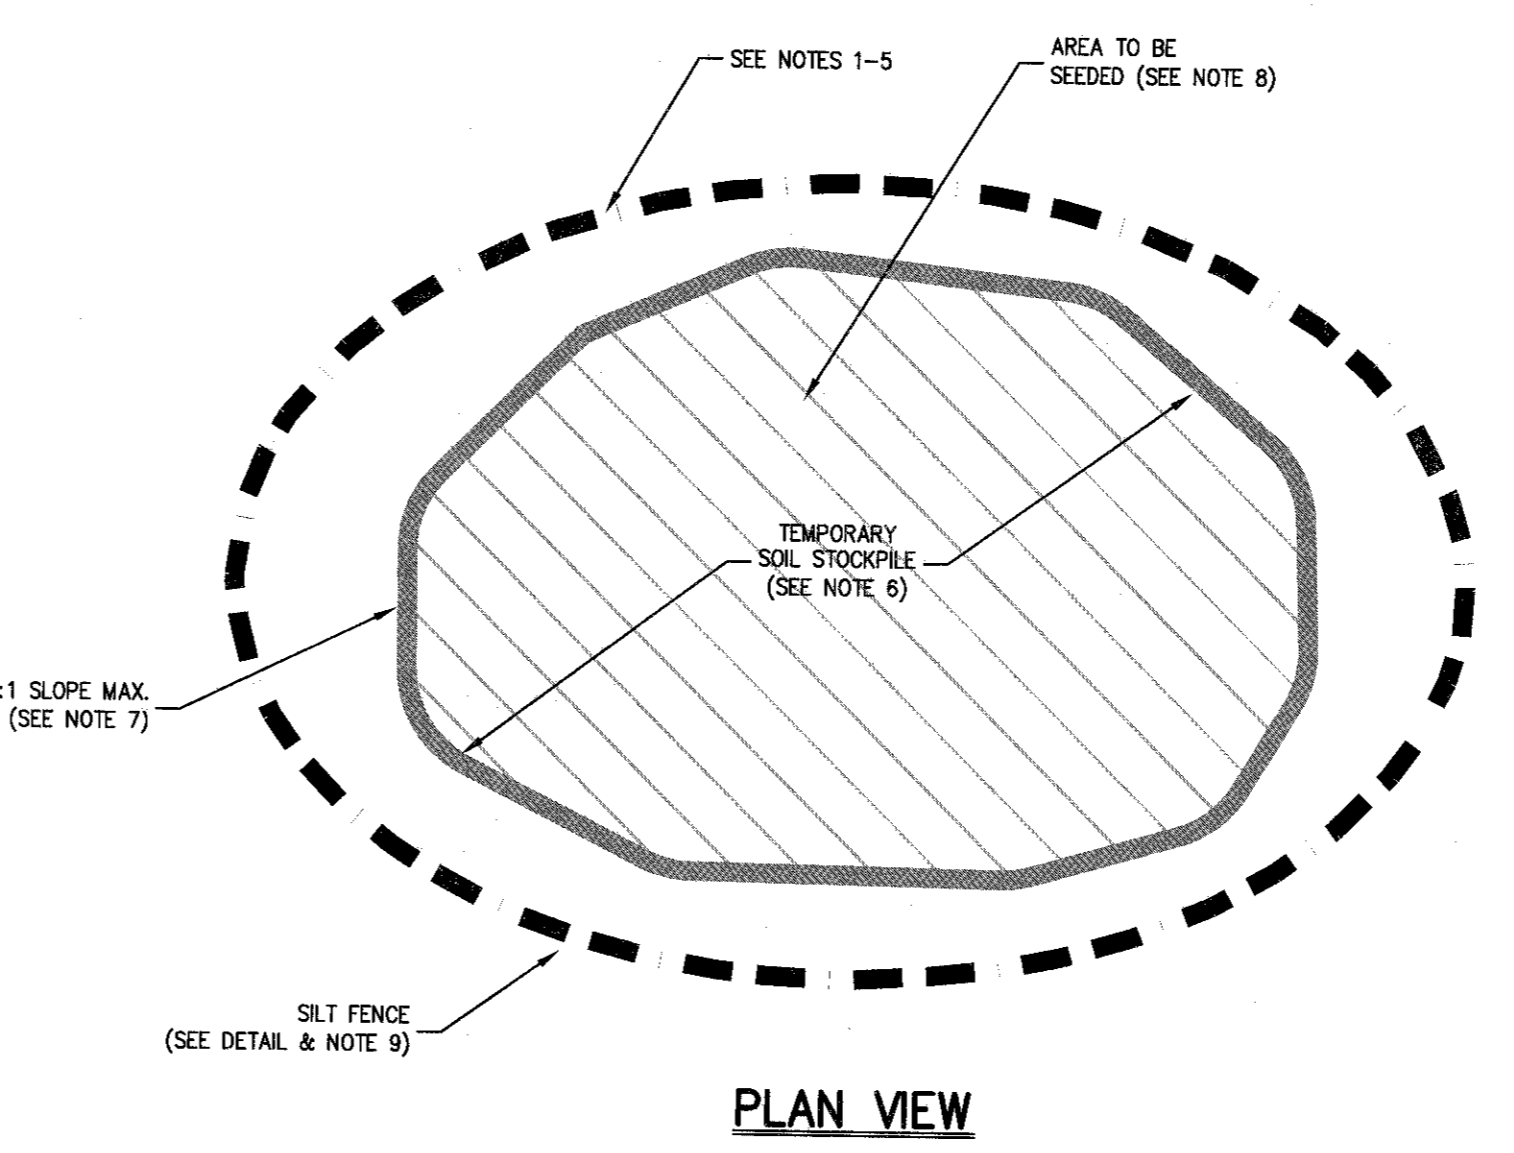 SEE NOTES 1-5
AREA TO BE
SEEDED (SEE NOTE 8)
TEMPORARY
SOIL STOCKPILE
(SEE NOTE 6)
:1 SLOPE MAX.
(SEE NOTE 7)
SILT FENCE
(SEE DETAIL & NOTE 9)
PLAN VIEW